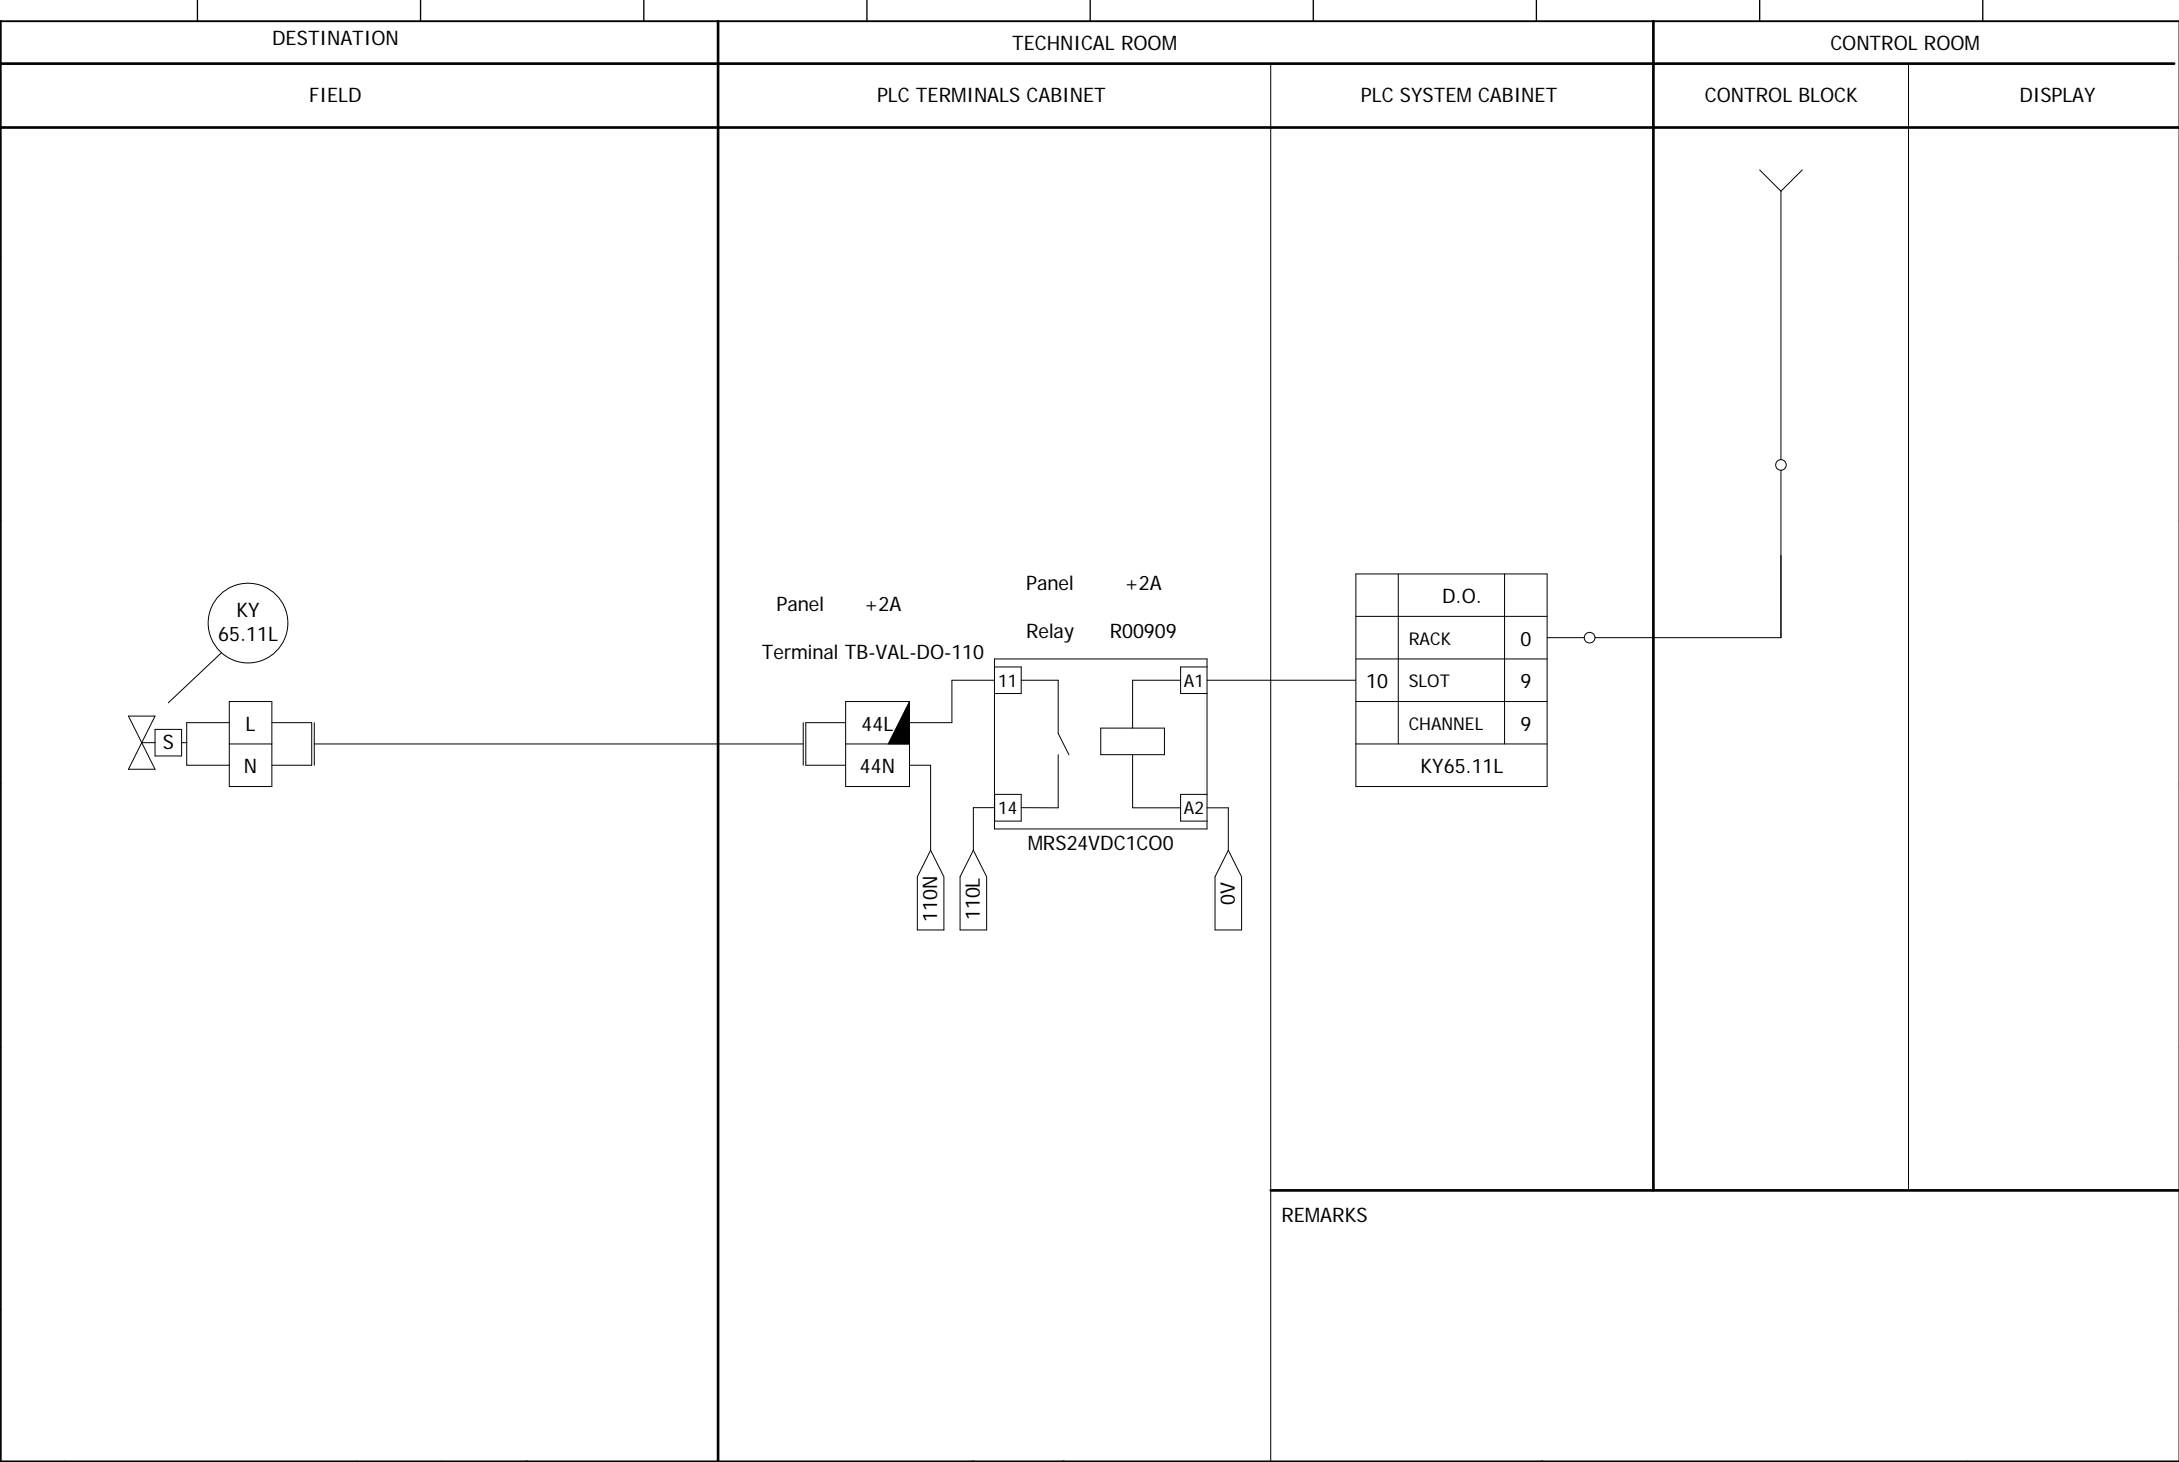 DESTINATION
TECHNICAL ROOM
CONTROL ROOM
FIELD
PLC TERMINALS CABINET
PLC SYSTEM CABINET
CONTROL BLOCK
DISPLAY
KY
65.11L
S
L
N
Panel +2A
Terminal TB-VAL-DO-110
44L
44N
110N
110L
Panel +2A
Relay R00909
11
A1
14
A2
MRS24VDC1CO0
0V
D.O.
RACK 0
10 SLOT 9
CHANNEL 9
KY65.11L
REMARKS